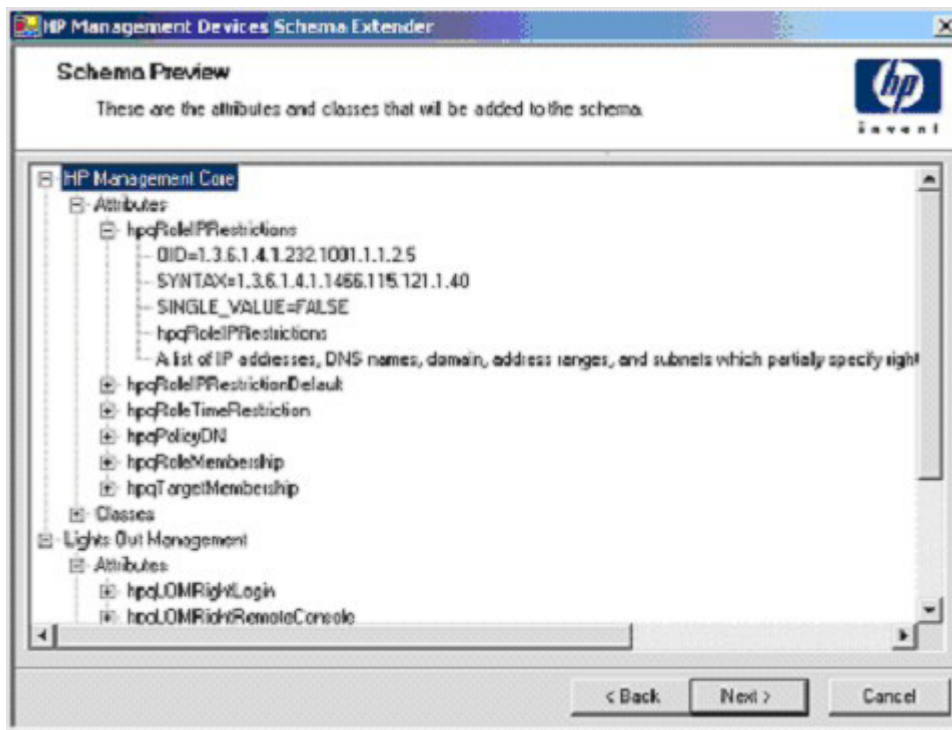 HP Management Devices Schema Extender
Schema Preview
These are the attributes and classes that will be added to the schema.
hp
invent
HP Management Core
Attributes
hpqRoleIPRestrictions
OID=1.3.6.1.4.1.232.1001.1.1.2.5
SYNTAX=1.3.6.1.4.1.1466.115.121.1.40
SINGLE_VALUE=FALSE
hpqRoleIPRestrictions
A list of IP addresses, DNS names, domain, address ranges, and subnets which partialy specify right
hpqRoleIPRestrictionDefault
hpqRoleTimeRestriction
hpqPolicyDN
hpqRoleMembership
hpqTargetMembership
Classes
Lights Out Management
Attributes
hpqLOMRightLogin
hpqLOMRightRemoteConsole
< Back
Next >
Cancel